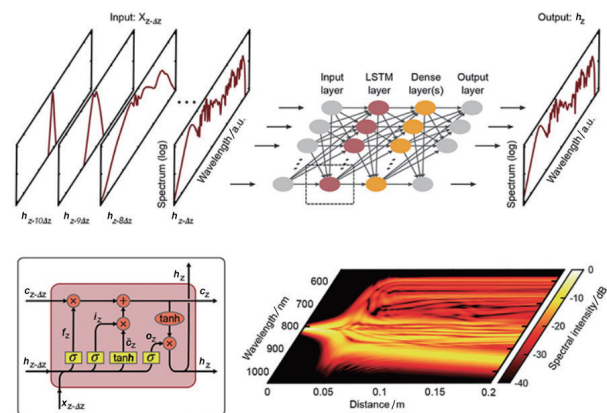 Input: X_{z-Δz}
Output: h_z
Input layer
LSTM layer
Dense layer(s)
Output layer
Spectrum (log)
Wavelength/a.u.
Spectrum (log)
Wavelength/a.u.
h_{z-10Δz}
h_{z-9Δz}
h_{z-8Δz}
h_{z-Δz}
h_z
c_{z-Δz}
c_z
tanh
f_z
i_z
c̃_z
o_z
σ
σ
tanh
σ
h_{z-Δz}
h_z
x_{z-Δz}
Wavelength/nm
600
700
800
900
1000
0
0.05
0.1
0.15
0.2
Distance/m
0
-10
-20
-30
-40
Spectral intensity/dB